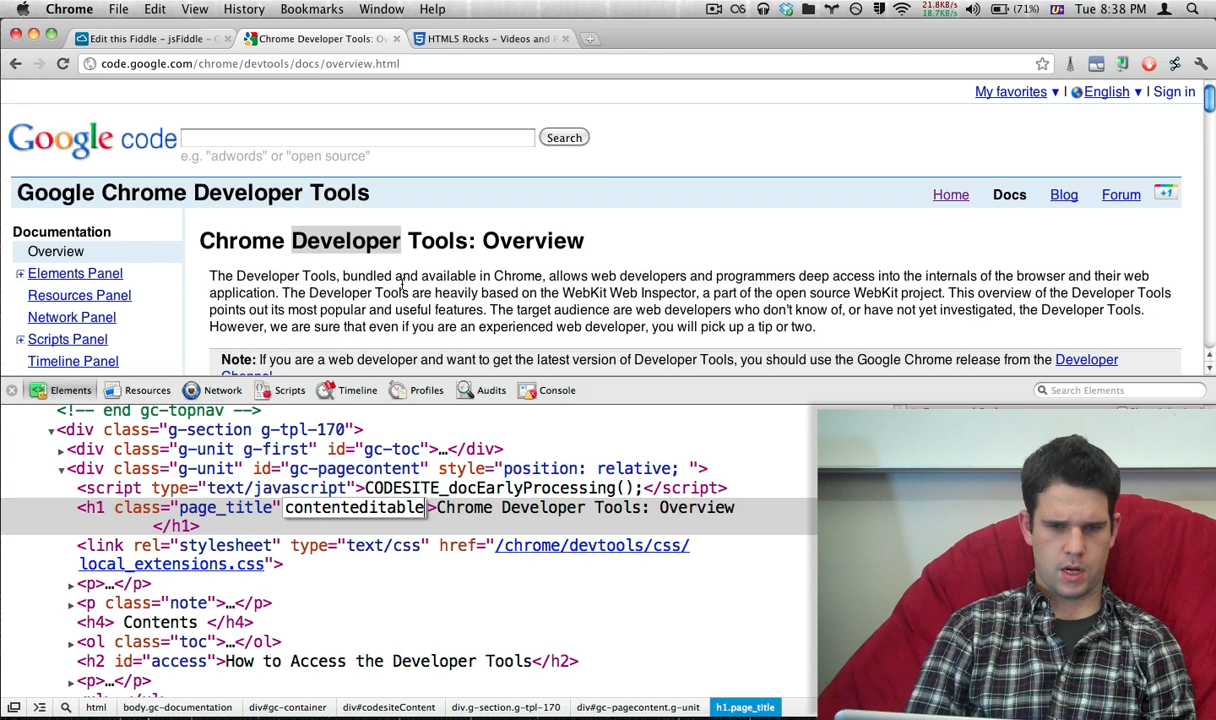 Chrome File Edit View History Bookmarks Window Help 21.8KB/s 18.7KB/s (71%) Tue 8:38 PM
Edit this Fiddle - jsFiddle - Chrome Developer Tools: Ov HTML5 Rocks - Videos and P
code.google.com/chrome/devtools/docs/overview.html
My favorites ▼ | English ▼ | Sign in
Google code Search
e.g. "adwords" or "open source"
Google Chrome Developer Tools Home Docs Blog Forum +1
Documentation
Overview
Elements Panel
Resources Panel
Network Panel
Scripts Panel
Timeline Panel
Chrome Developer Tools: Overview
The Developer Tools, bundled and available in Chrome, allows web developers and programmers deep access into the internals of the browser and their web
application. The Developer Tools are heavily based on the WebKit Web Inspector, a part of the open source WebKit project. This overview of the Developer Tools
points out its most popular and useful features. The target audience are web developers who don't know of, or have not yet investigated, the Developer Tools.
However, we are sure that even if you are an experienced web developer, you will pick up a tip or two.
Note: If you are a web developer and want to get the latest version of Developer Tools, you should use the Google Chrome release from the Developer
Elements Resources Network Scripts Timeline Profiles Audits Console Search Elements
<!-- end gc-topnav -->
<div class="g-section g-tpl-170">
<div class="g-unit g-first" id="gc-toc">…</div>
<div class="g-unit" id="gc-pagecontent" style="position: relative; ">
<script type="text/javascript">CODESITE_docEarlyProcessing();</script>
<h1 class="page_title" contenteditable>Chrome Developer Tools: Overview
</h1>
<link rel="stylesheet" type="text/css" href="/chrome/devtools/css/
local_extensions.css">
<p>…</p>
<p class="note">…</p>
<h4> Contents </h4>
<ol class="toc">…</ol>
<h2 id="access">How to Access the Developer Tools</h2>
<p>…</p>
html body.gc-documentation div#gc-container div#codesiteContent div.g-section.g-tpl-170 div#gc-pagecontent.g-unit h1.page_title